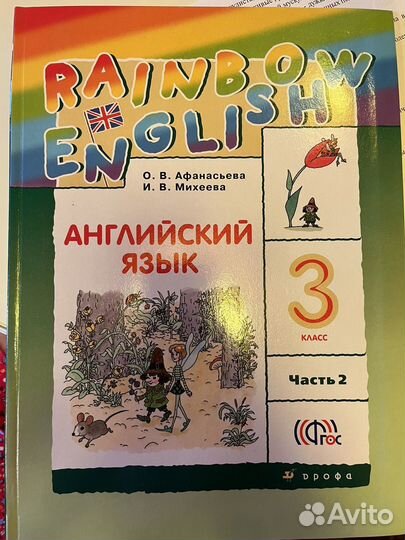 RAINBOW
ENGLISH
О. В. Афанасьева
И. В. Михеева
АНГЛИЙСКИЙ
ЯЗЫК
3
КЛАСС
Часть 2
ФГОС
дрофа
Avito